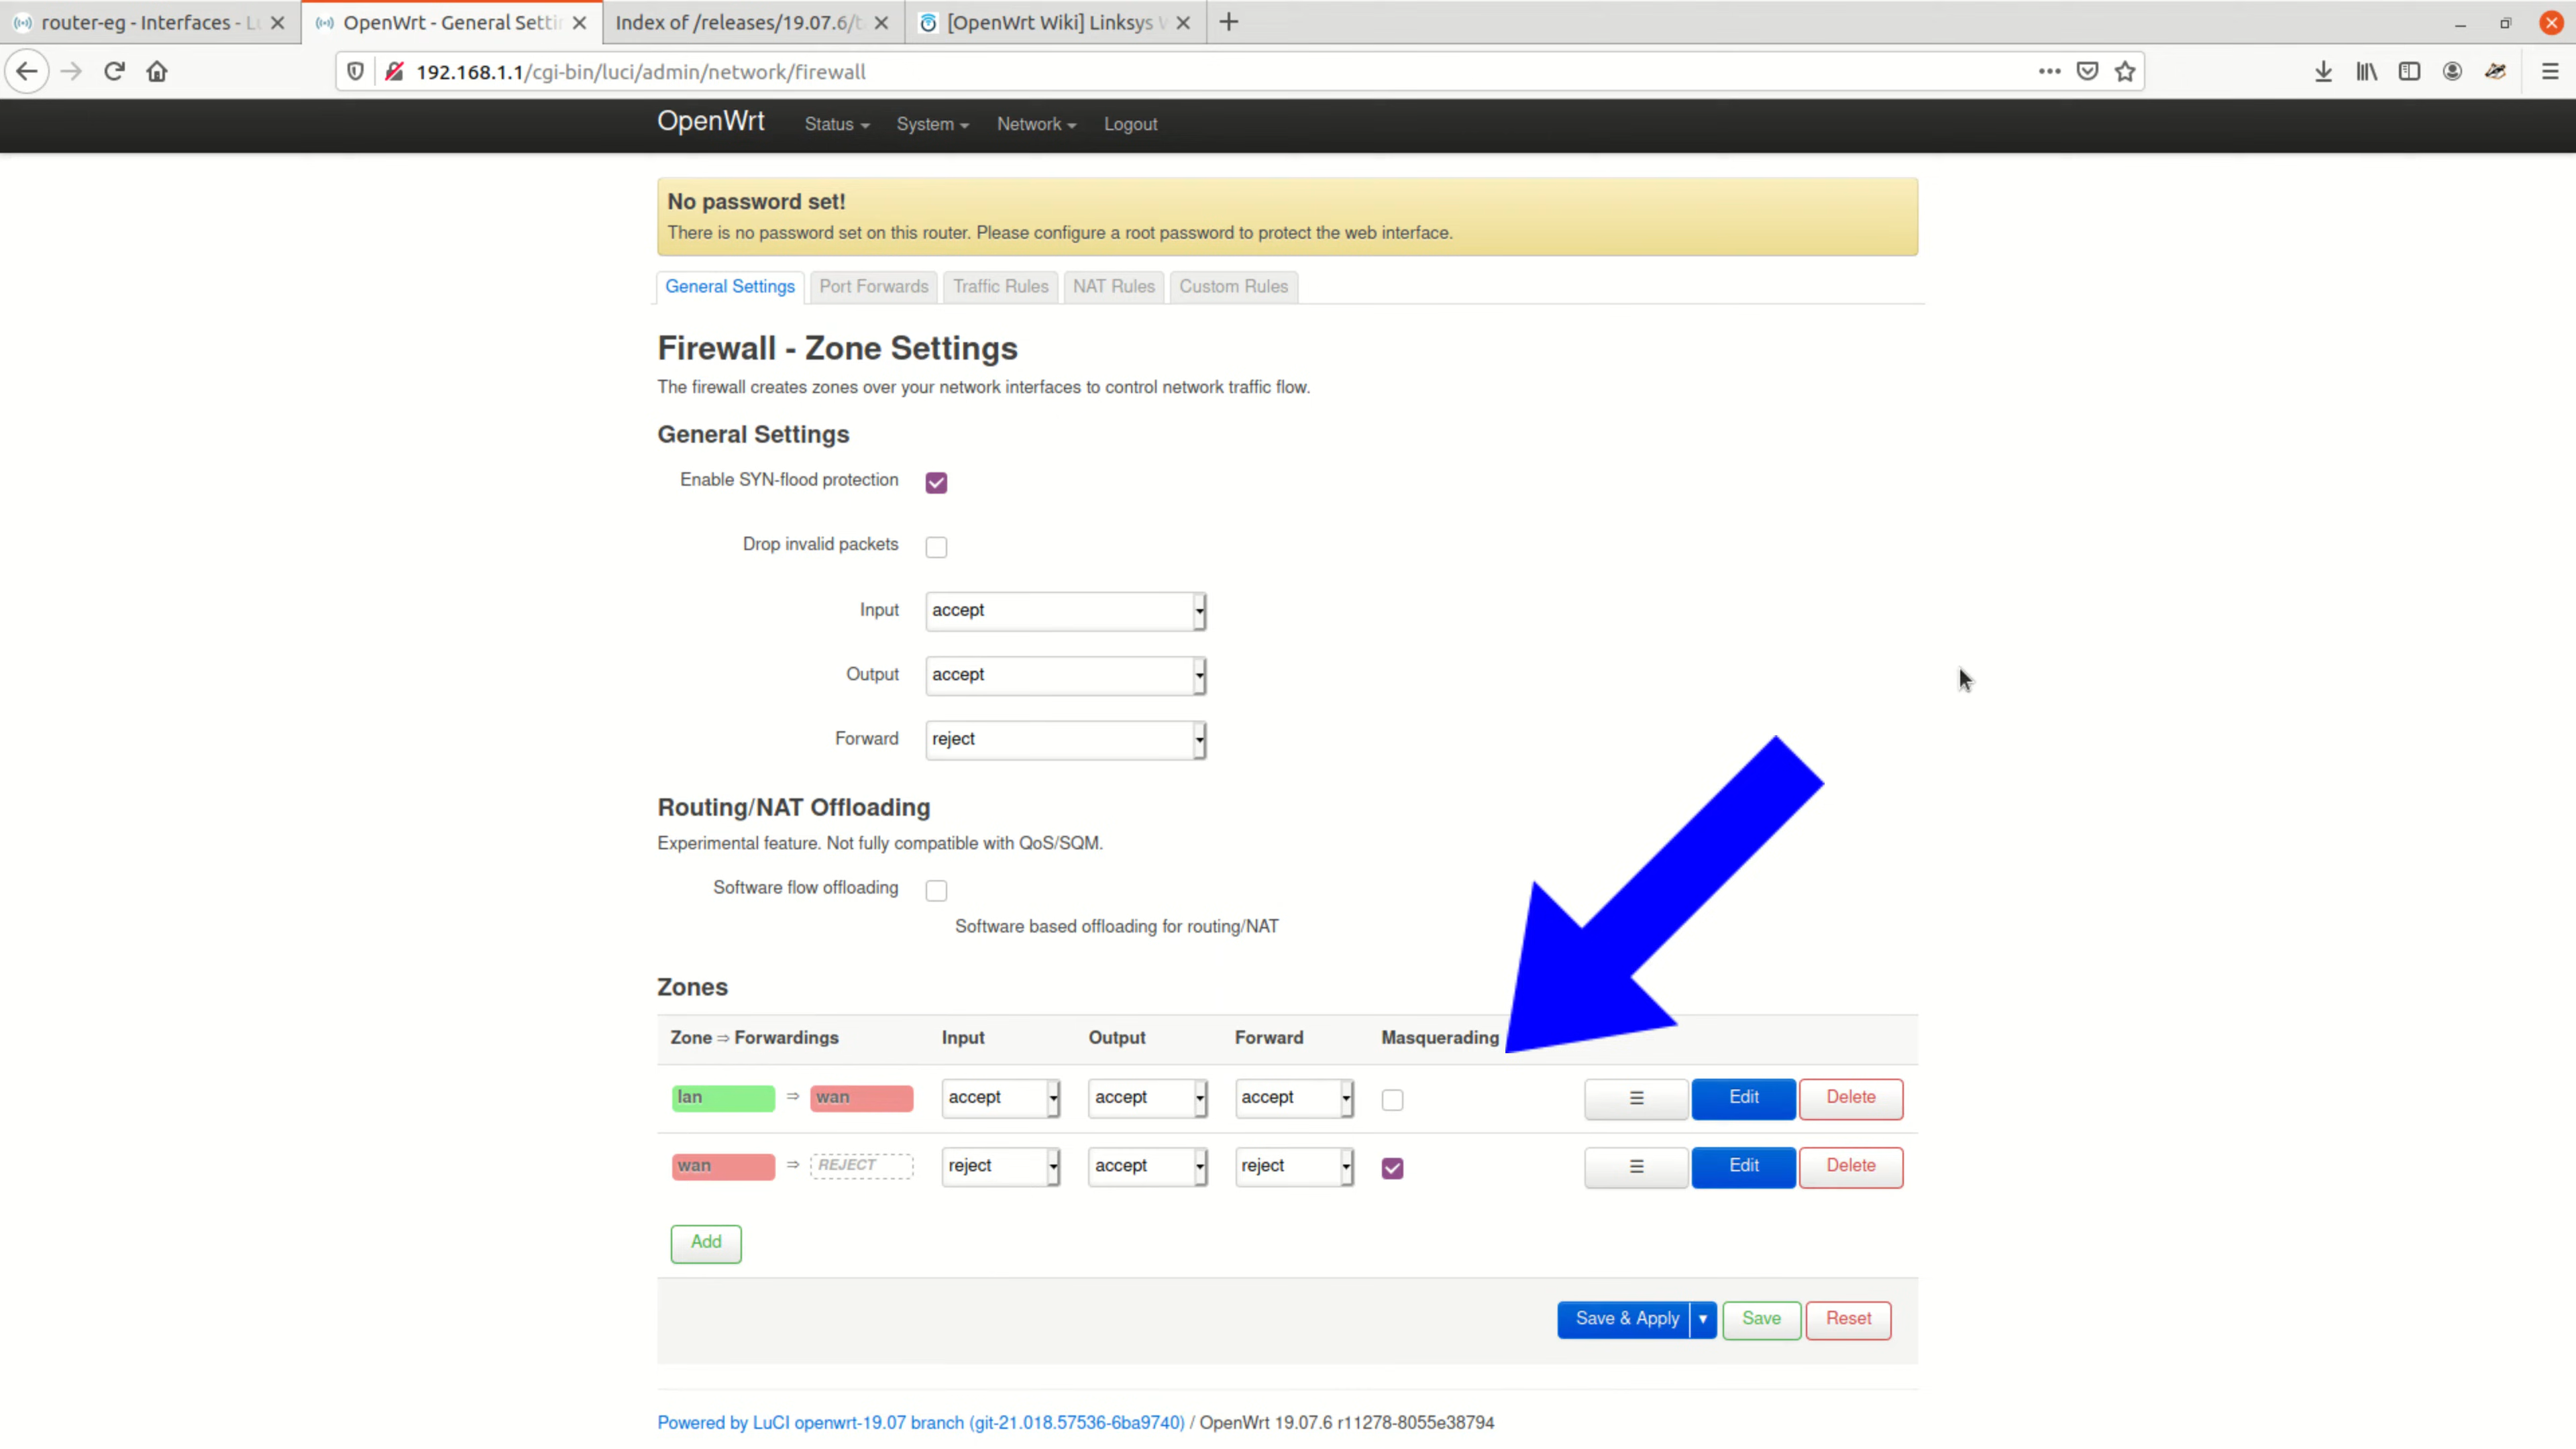 router-eg - Interfaces - L
OpenWrt - General Setti
Index of /releases/19.07.6/t
[OpenWrt Wiki] Linksys W
192.168.1.1/cgi-bin/luci/admin/network/firewall
OpenWrt Status System Network Logout
No password set!
There is no password set on this router. Please configure a root password to protect the web interface.
General Settings Port Forwards Traffic Rules NAT Rules Custom Rules
Firewall - Zone Settings
The firewall creates zones over your network interfaces to control network traffic flow.
General Settings
Enable SYN-flood protection
Drop invalid packets
Input accept
Output accept
Forward reject
Routing/NAT Offloading
Experimental feature. Not fully compatible with QoS/SQM.
Software flow offloading
Software based offloading for routing/NAT
Zones
Zone ⇒ Forwardings Input Output Forward Masquerading
lan ⇒ wan accept accept accept Edit Delete
wan ⇒ REJECT reject accept reject Edit Delete
Add
Save & Apply Save Reset
Powered by LuCI openwrt-19.07 branch (git-21.018.57536-6ba9740) / OpenWrt 19.07.6 r11278-8055e38794